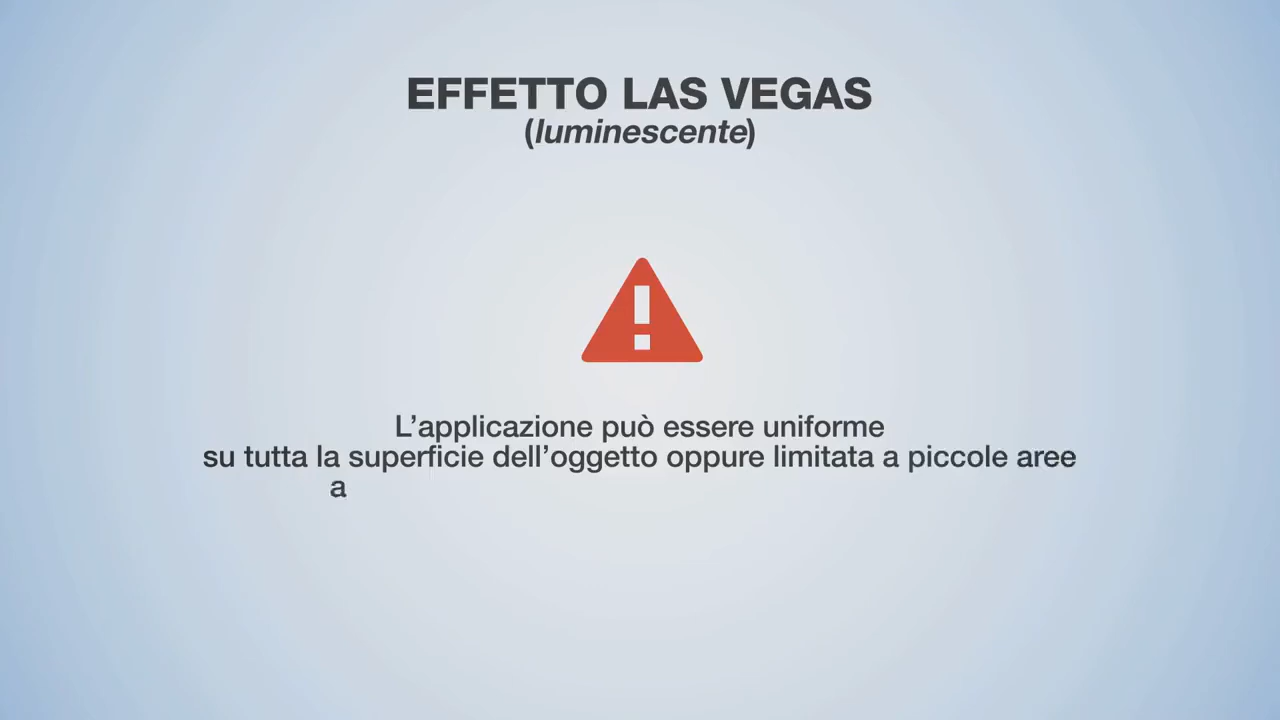 EFFETTO LAS VEGAS
(luminescente)
L’applicazione può essere uniforme
su tutta la superficie dell’oggetto oppure limitata a piccole aree
a